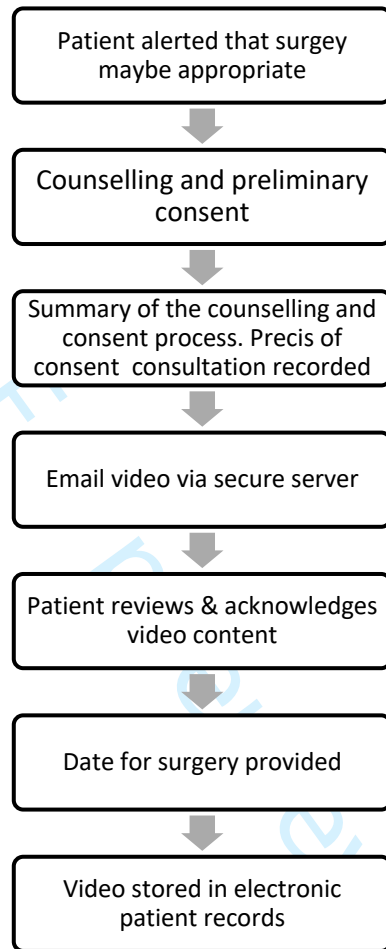 Patient alerted that surgey
maybe appropriate
Counselling and preliminary
consent
Summary of the counselling and
consent process. Precis of
consent consultation recorded
Email video via secure server
Patient reviews & acknowledges
video content
Date for surgery provided
Video stored in electronic
patient records